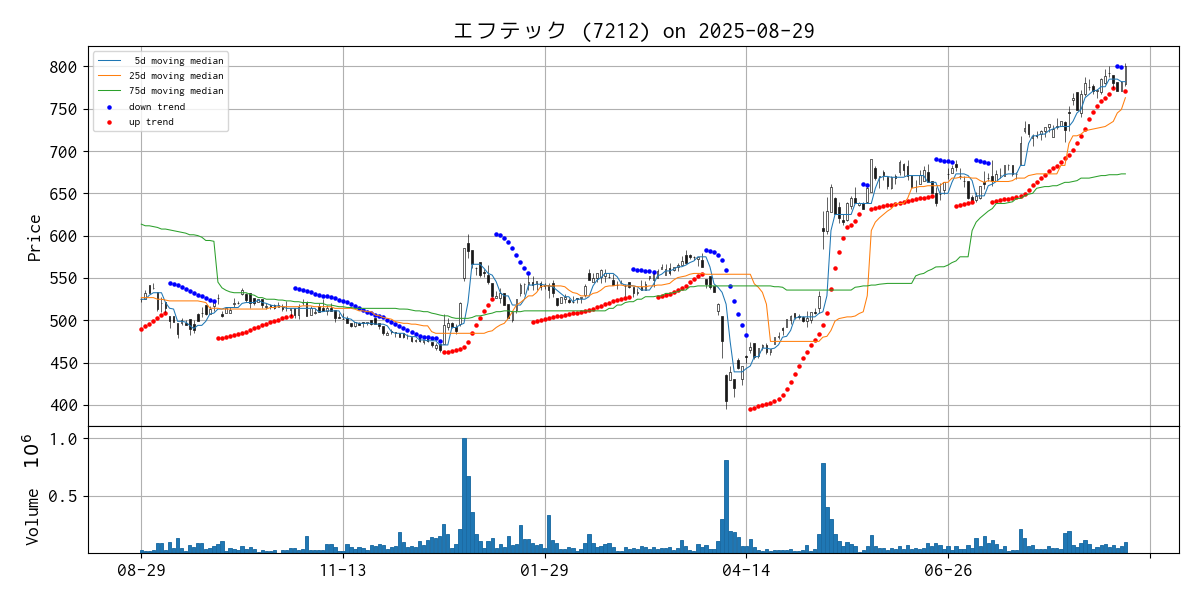 エフテック (7212) on 2025-08-29
5d moving median
25d moving median
75d moving median
down trend
up trend
800
750
700
650
600
550
500
450
400
Price
1.0
0.5
Volume 10^6
08-29
11-13
01-29
04-14
06-26